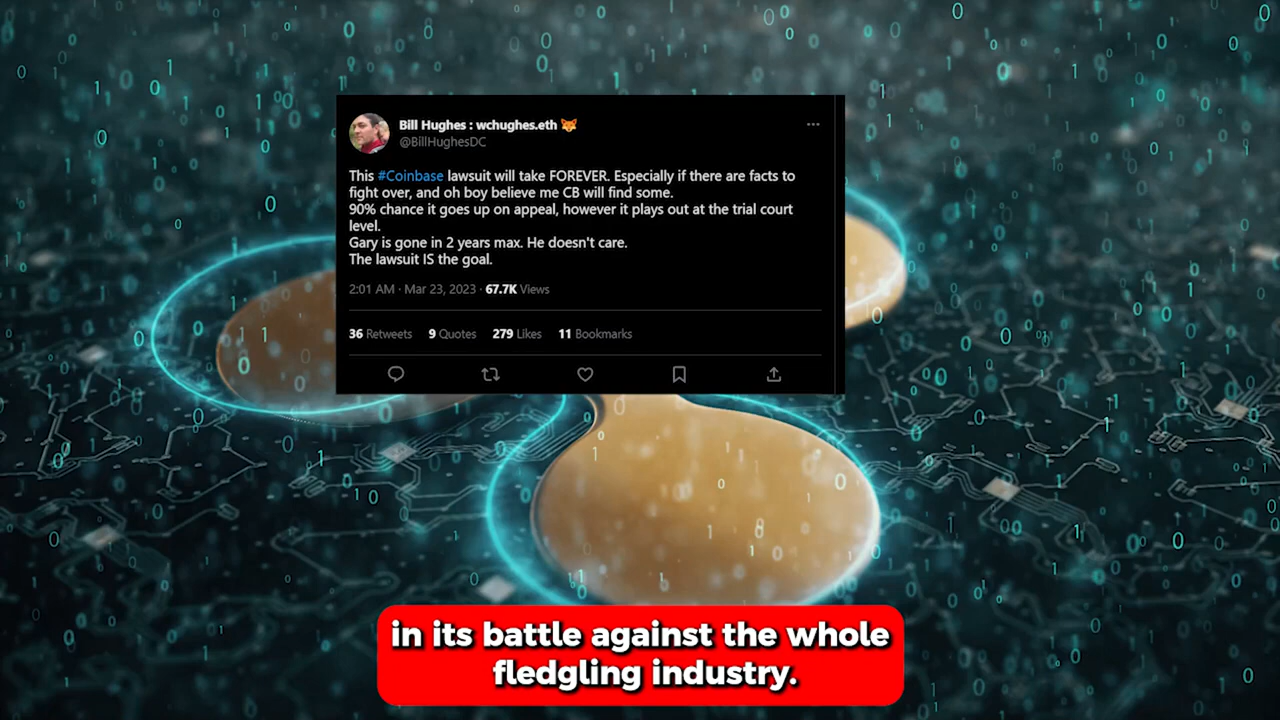 Bill Hughes : wchughes.eth 🦊
@BillHughesDC
This #Coinbase lawsuit will take FOREVER. Especially if there are facts to
fight over, and oh boy believe me CB will find some.
90% chance it goes up on appeal, however it plays out at the trial court
level.
Gary is gone in 2 years max. He doesn't care.
The lawsuit IS the goal.
2:01 AM · Mar 23, 2023 · 67.7K Views
36 Retweets 9 Quotes 279 Likes 11 Bookmarks
in its battle against the whole
fledgling industry.